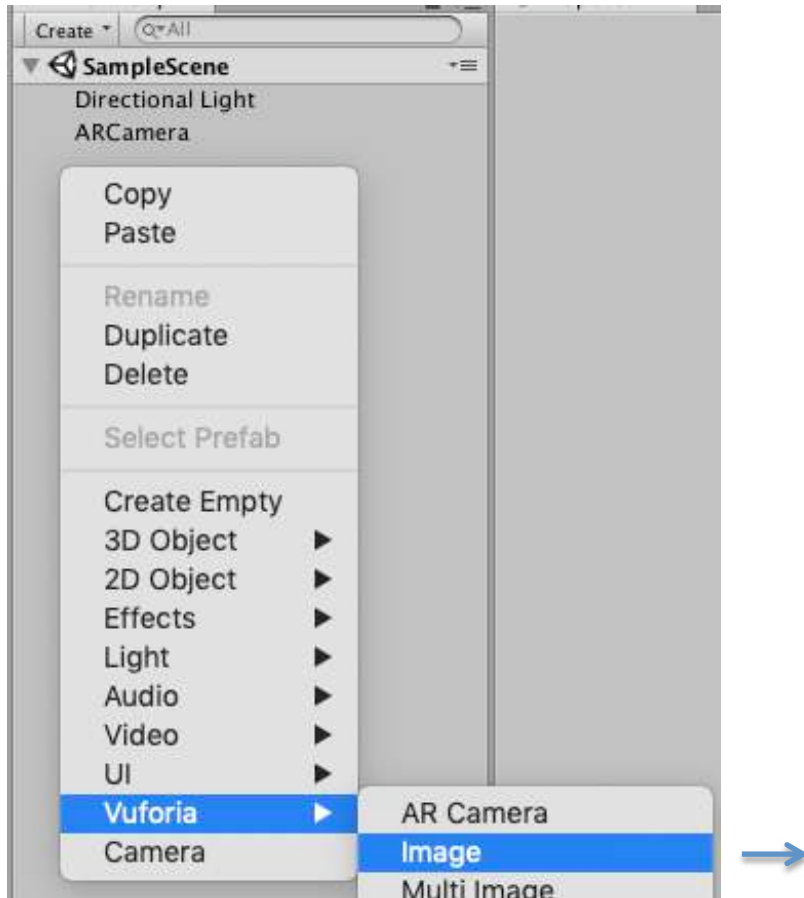 Create
All
SampleScene
Directional Light
ARCamera
Copy
Paste
Rename
Duplicate
Delete
Select Prefab
Create Empty
3D Object
2D Object
Effects
Light
Audio
Video
UI
Vuforia
Camera
AR Camera
Image
Multi Image